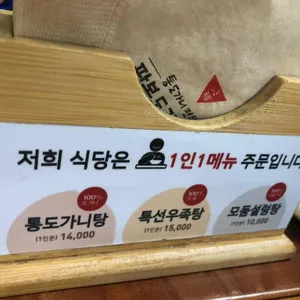 저희 식당은 1인1메뉴 주문입니다
100%
통도가니탕
(1인분) 14,000
100%
특선우족탕
(1인분) 15,000
모둠설렁탕
(1인분) 10,000